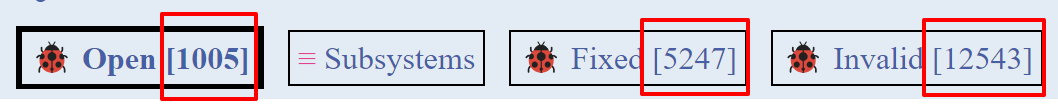 🐞 Open [1005] ≡ Subsystems 🐞 Fixed [5247] 🐞 Invalid [12543]